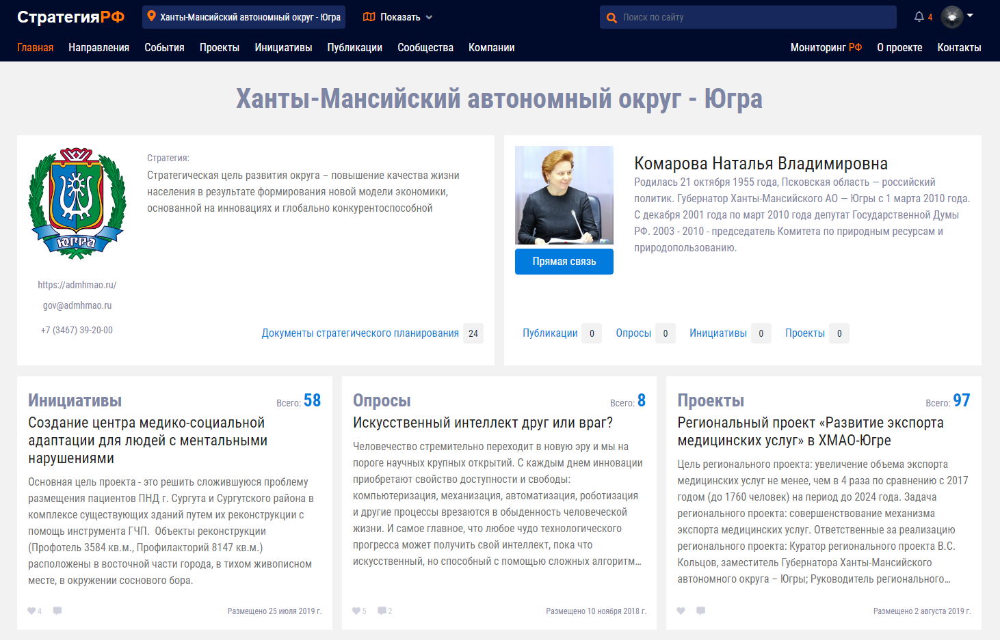 СтратегияРФ
Ханты-Мансийский автономный округ - Югра
Показать
Поиск по сайту
4
Главная
Направления
События
Проекты
Инициативы
Публикации
Сообщества
Компании
Мониторинг РФ
О проекте
Контакты
Ханты-Мансийский автономный округ - Югра
ЮГРА
https://admhmao.ru/
gov@admhmao.ru
+7 (3467) 39-20-00
Стратегия:
Стратегическая цель развития округа – повышение качества жизни
населения в результате формирования новой модели экономики,
основанной на инновациях и глобально конкурентоспособной
Документы стратегического планирования 24
Прямая связь
Комарова Наталья Владимировна
Родилась 21 октября 1955 года, Псковская область — российский
политик. Губернатор Ханты-Мансийского АО — Югры с 1 марта 2010 года.
С декабря 2001 года по март 2010 года депутат Государственной Думы
РФ. 2003 - 2010 - председатель Комитета по природным ресурсам и
природопользованию.
Публикации 0
Опросы 0
Инициативы 0
Проекты 0
Инициативы
Всего: 58
Создание центра медико-социальной
адаптации для людей с ментальными
нарушениями
Основная цель проекта - это решить сложившуюся проблему
размещения пациентов ПНД г. Сургута и Сургутского района в
комплексе существующих зданий путем их реконструкции с
помощь инструмента ГЧП.  Объекты реконструкции
(Профотель 3584 кв.м., Профилакторий 8147 кв.м.)
расположены в восточной части города, в тихом живописном
месте, в окружении соснового бора.
4
Размещено 25 июля 2019 г.
Опросы
Всего: 8
Искусственный интеллект друг или враг?
Человечество стремительно переходит в новую эру и мы на
пороге научных крупных открытий. С каждым днем инновации
приобретают свойство доступности и свободы:
компьютеризация, механизация, автоматизация, роботизация
и другие процессы врезаются в обыденность человеческой
жизни. И самое главное, что любое чудо технологического
прогресса может получить свой интеллект, пока что
искусственный, но способный с помощью сложных алгоритм...
5
2
Размещено 10 ноября 2018 г.
Проекты
Всего: 97
Региональный проект «Развитие экспорта
медицинских услуг» в ХМАО-Югре
Цель регионального проекта: увеличение объема экспорта
медицинских услуг не менее, чем в 4 раза по сравнению с 2017
годом (до 1760 человек) на период до 2024 года. Задача
регионального проекта: совершенствование механизма
экспорта медицинских услуг. Ответственные за реализацию
регионального проекта: Куратор регионального проекта В.С.
Кольцов, заместитель Губернатора Ханты-Мансийского
автономного округа – Югры; Руководитель регионального...
Размещено 2 августа 2019 г.